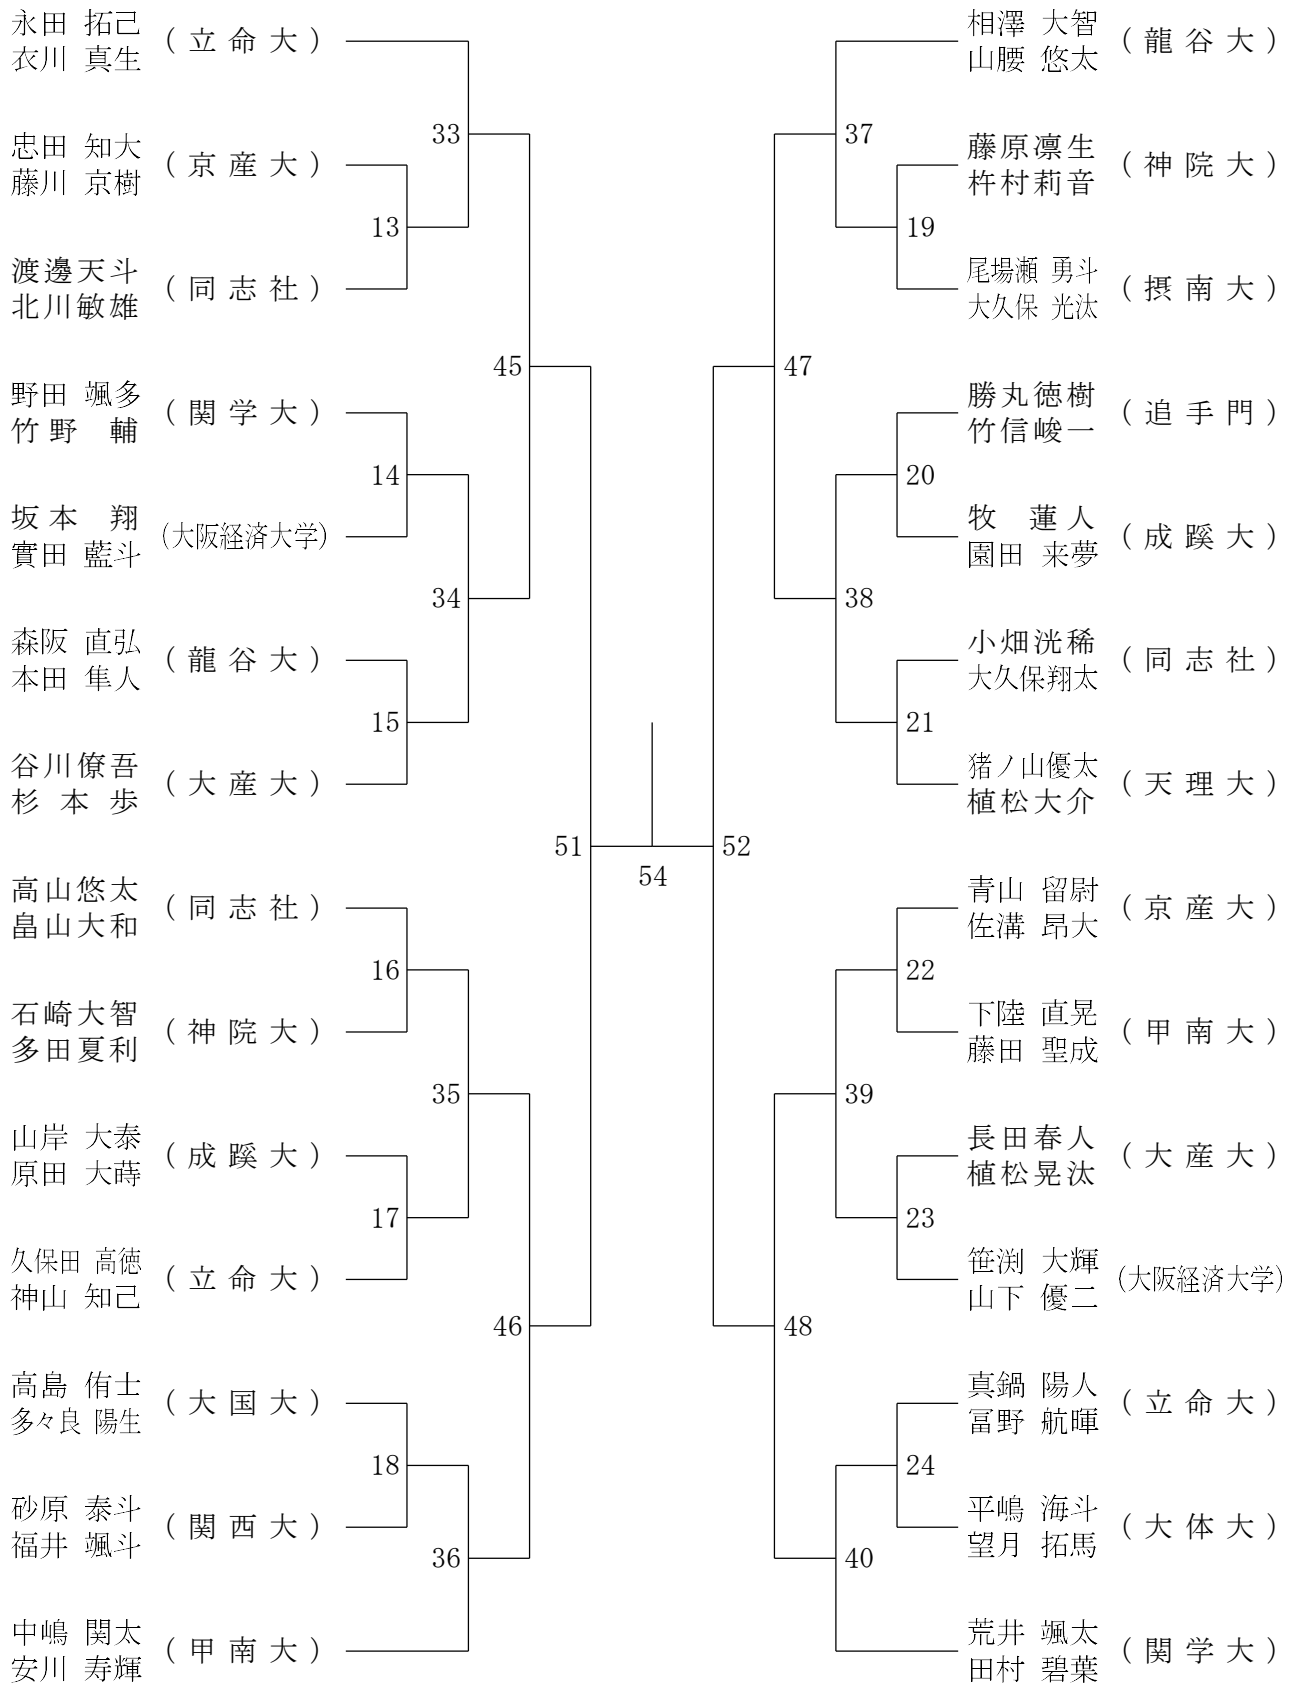 永田 拓己
衣川 真生
(立命大)
忠田 知大
藤川 京樹
(京産大)
渡邊天斗
北川敏雄
(同志社)
野田 颯多
竹野 輔
(関学大)
坂本 翔
實田 藍斗
(大阪経済大学)
森阪 直弘
本田 隼人
(龍谷大)
谷川僚吾
杉本歩
(大産大)
高山悠太
畠山大和
(同志社)
石崎大智
多田夏利
(神院大)
山岸 大泰
原田 大蒔
(成蹊大)
久保田 高徳
神山 知己
(立命大)
高島 侑士
多々良 陽生
(大国大)
砂原 泰斗
福井 颯斗
(関西大)
中嶋 関太
安川 寿輝
(甲南大)
33
13
45
14
34
15
51
16
35
17
46
18
36
54
37
19
47
20
38
21
52
22
39
23
48
24
40
相澤 大智
山腰 悠太
(龍谷大)
藤原凛生
杵村莉音
(神院大)
尾場瀬 勇斗
大久保 光汰
(摂南大)
勝丸徳樹
竹信峻一
(追手門)
牧 蓮人
園田 来夢
(成蹊大)
小畑洸稀
大久保翔太
(同志社)
猪ノ山優太
植松大介
(天理大)
青山 留尉
佐溝 昂大
(京産大)
下陸 直晃
藤田 聖成
(甲南大)
長田春人
植松晃汰
(大産大)
笹渕 大輝
山下 優二
(大阪経済大学)
真鍋 陽人
冨野 航暉
(立命大)
平嶋 海斗
望月 拓馬
(大体大)
荒井 颯太
田村 碧葉
(関学大)